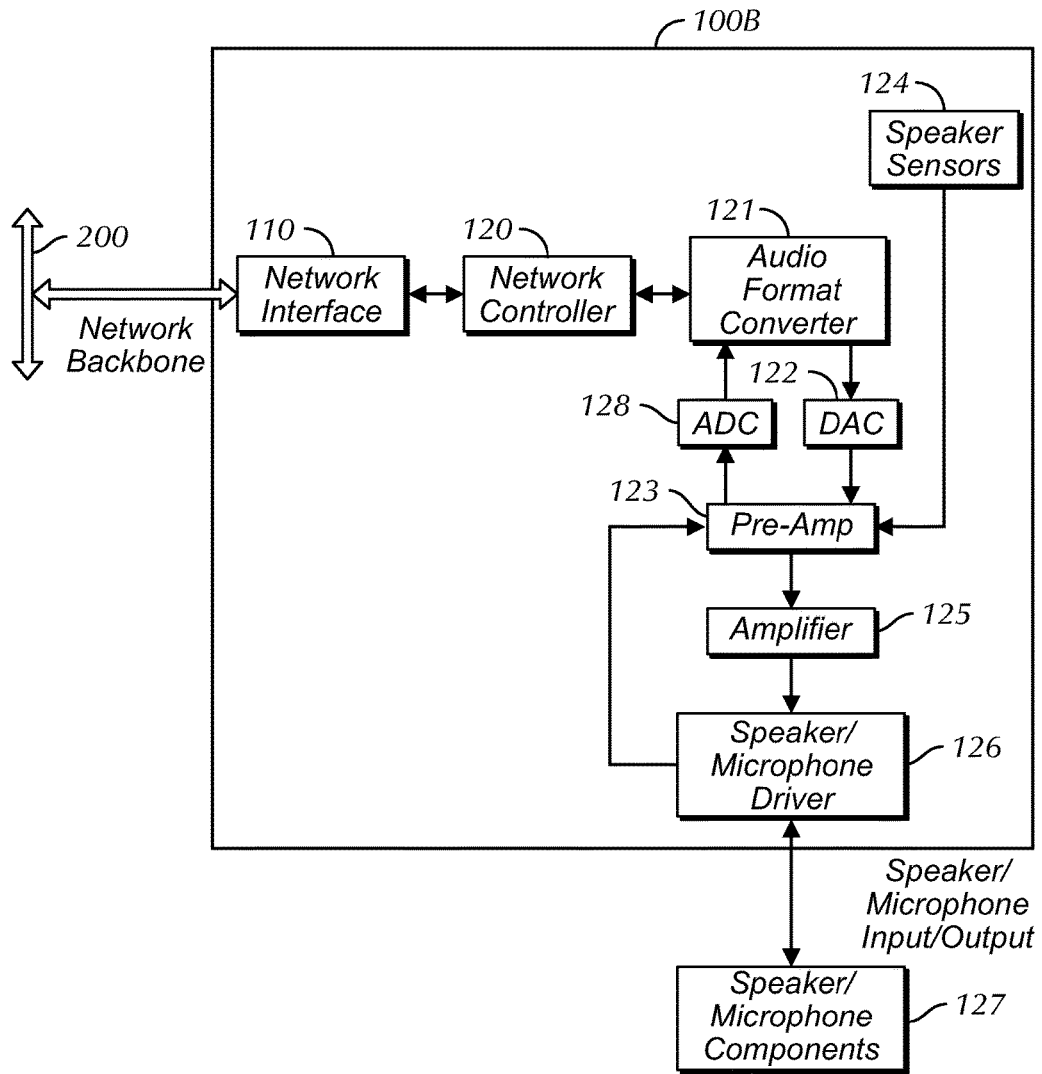 100B
124
Speaker
Sensors
200
110
120
121
Network
Interface
Network
Controller
Audio
Format
Converter
Network
Backbone
128
122
ADC
DAC
123
Pre-Amp
Amplifier
125
Speaker/
Microphone
Driver
126
Speaker/
Microphone
Input/Output
Speaker/
Microphone
Components
127